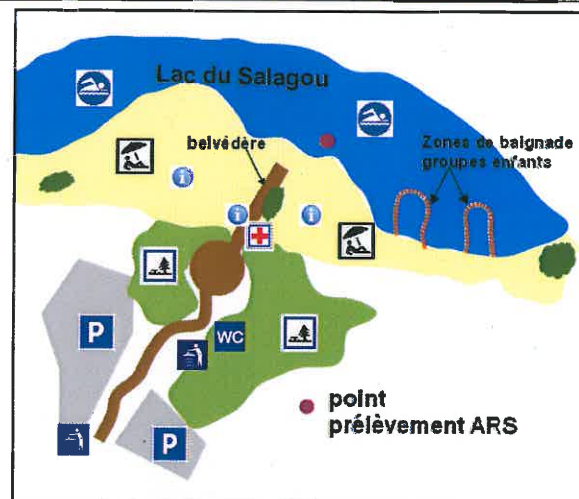 Lac du Salagou
belvédère
Zones de baignade
groupes enfants
i
i
i
P
WC
P
point
prélèvement ARS